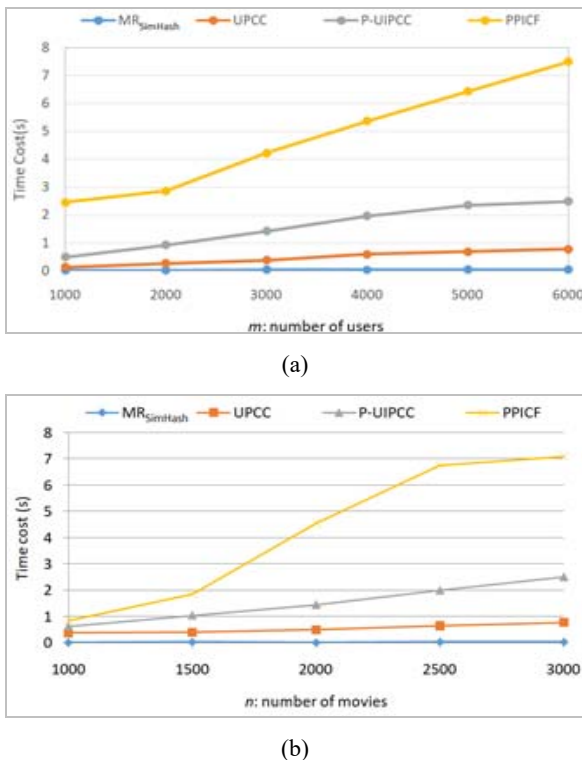 MRSimHash UPCC P-UIPCC PPICF
8
7
6
5
4
3
2
1
0
Time Cost(s)
1000 2000 3000 4000 5000 6000
m: number of users
(a)
MRSimHash UPCC P-UIPCC PPICF
8
7
6
5
4
3
2
1
0
Time cost (s)
1000 1500 2000 2500 3000
n: number of movies
(b)